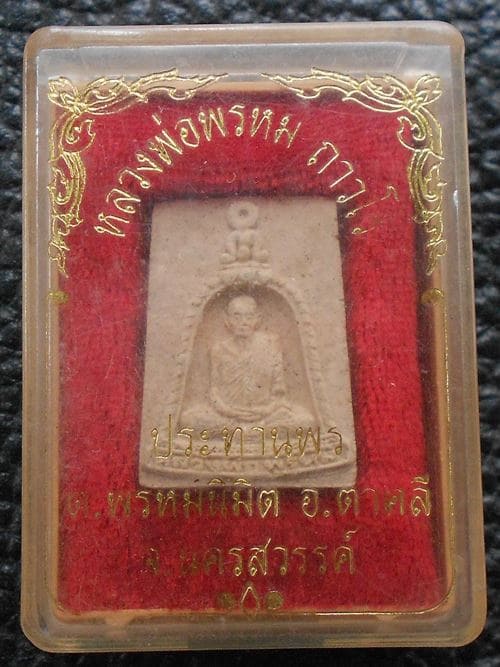 หลวงพ่อพรหม ถาวโร
ประทานพร
ต.พรหมนิมิต อ.ตาคลี
จ.นครสวรรค์